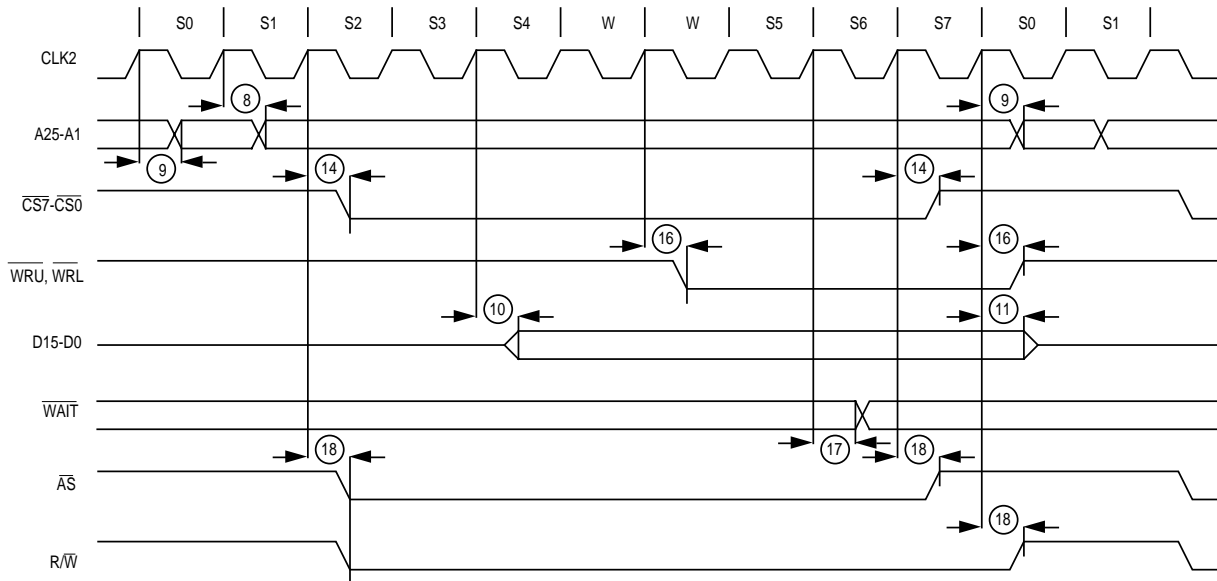 S0 S1 S2 S3 S4 W W S5 S6 S7 S0 S1
CLK2
8 9
A25-A1
9 14 14
CS7-CS0
16 16
WRU, WRL
10 11
D15-D0
WAIT
18 17 18
AS
18
R/W